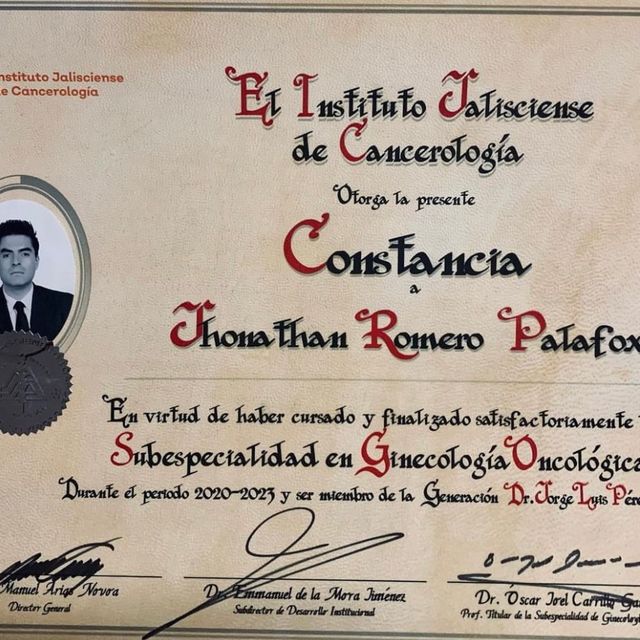 Instituto Jalisciense
de Cancerología
El Instituto Jalisciense
de Cancerología
Otorga la presente
Constancia
a
Jhonathan Romero Palafox
En virtud de haber cursado y finalizado satisfactoriamente
Subespecialidad en Ginecología Oncológica
Durante el periodo 2020-2023 y ser miembro de la Generación Dr. Jorge Luis Pére
Manuel Arias Novoa
Director General
Dr. Emmanuel de la Mora Jiménez
Subdirector de Desarrollo Institucional
Dr. Óscar Joel Carrillo Ga
Prof. Titular de la Subespecialidad de Ginecolog